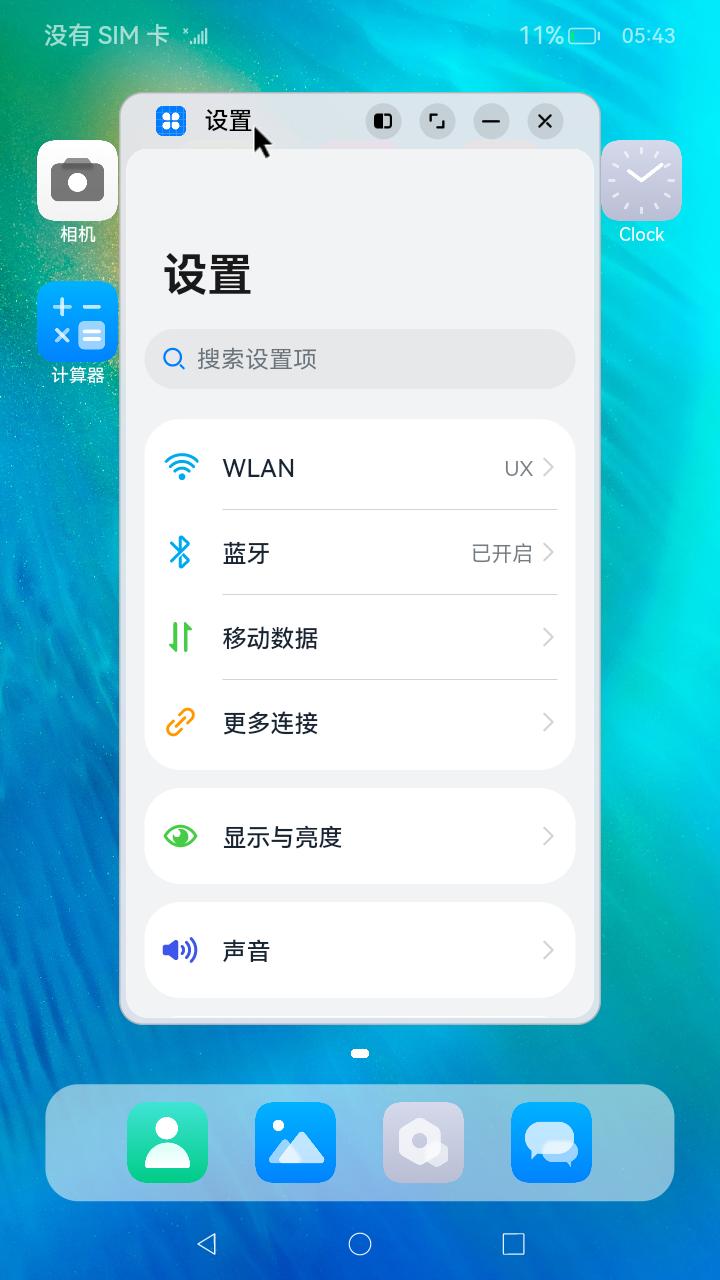 没有 SIM 卡
11%
05:43
设置
相机
Clock
计算器
设置
搜索设置项
WLAN
UX
蓝牙
已开启
移动数据
更多连接
显示与亮度
声音